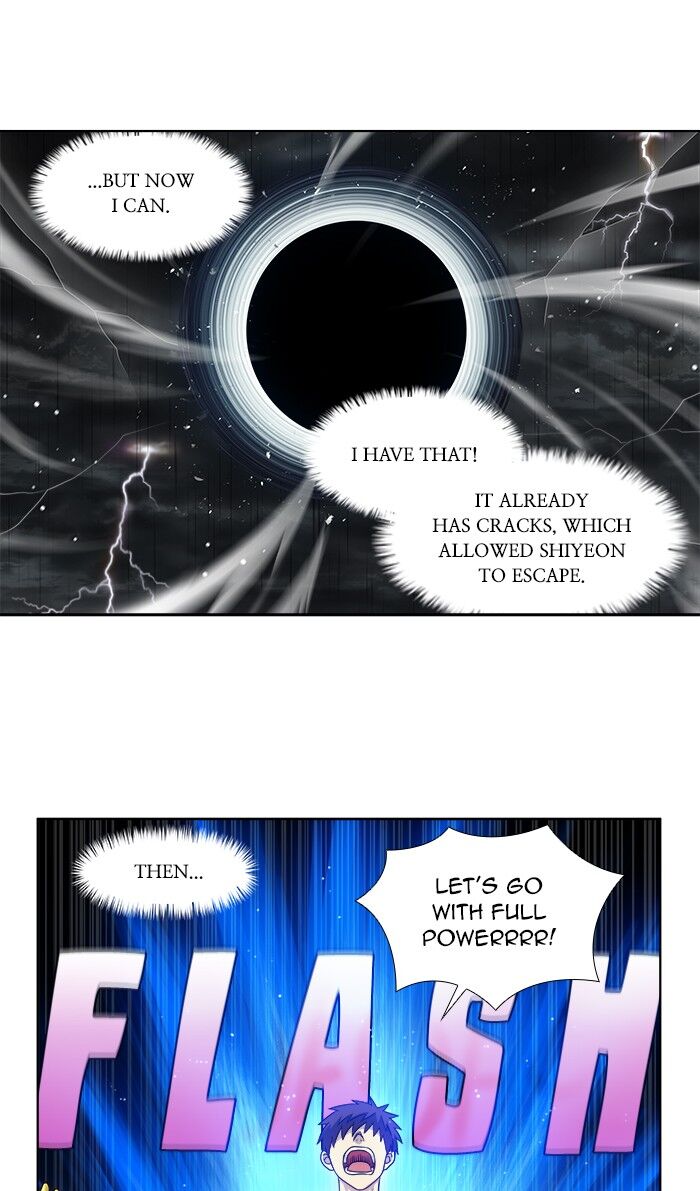 ...BUT NOW
I CAN.
I HAVE THAT!
IT ALREADY
HAS CRACKS, WHICH
ALLOWED SHIYEON
TO ESCAPE.
THEN...
LET'S GO
WITH FULL
POWERRRR!
FLASH